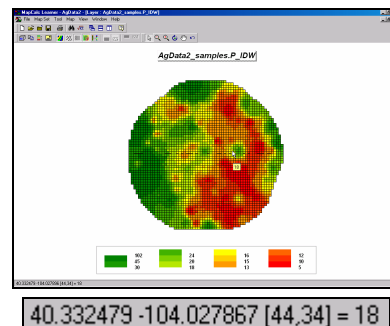 MapCalc Learner - AgData2 - [Layer : AgData2_samples.P_IDW]
File Map Set Tool Map View Window Help
AgData2_samples.P_IDW
18
102 24 16 12
45 20 15 10
30 18 13 5
40.332479 -104.027867 [44,34] = 18
40.332479 -104.027867 [44,34] = 18